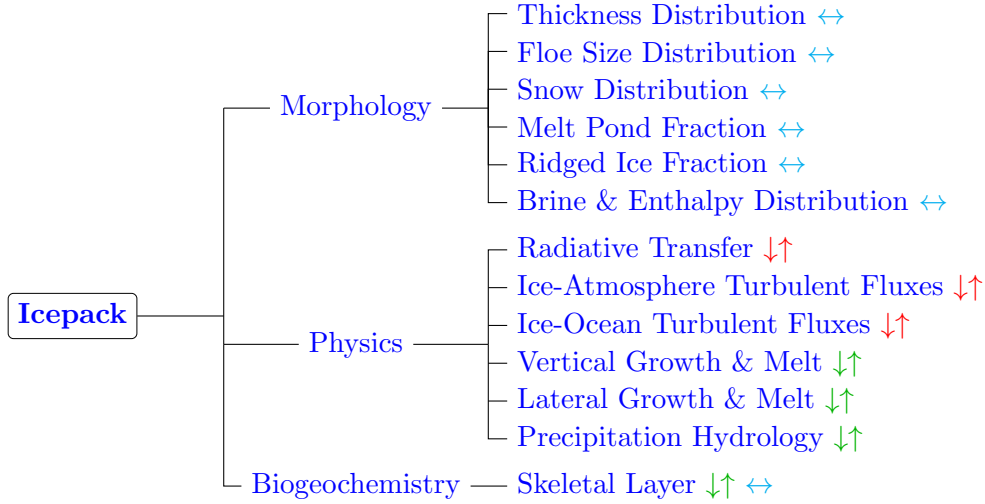 Thickness Distribution ↔
Floe Size Distribution ↔
Snow Distribution ↔
Morphology
Melt Pond Fraction ↔
Ridged Ice Fraction ↔
Brine & Enthalpy Distribution ↔
Radiative Transfer ↓↑
Ice-Atmosphere Turbulent Fluxes ↓↑
Icepack
Ice-Ocean Turbulent Fluxes ↓↑
Physics
Vertical Growth & Melt ↓↑
Lateral Growth & Melt ↓↑
Precipitation Hydrology ↓↑
Biogeochemistry
Skeletal Layer ↓↑ ↔